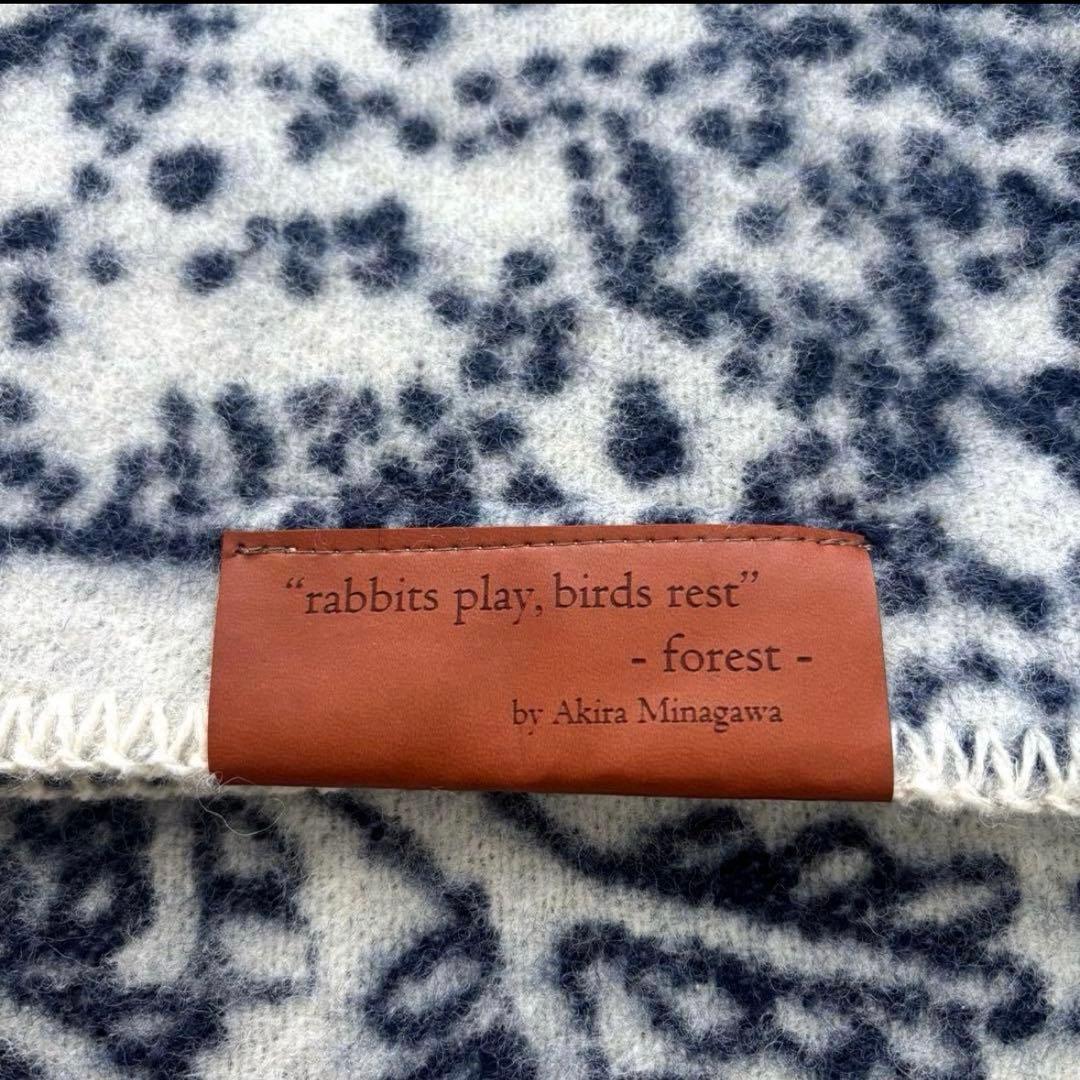 “rabbits play, birds rest”
- forest -
by Akira Minagawa